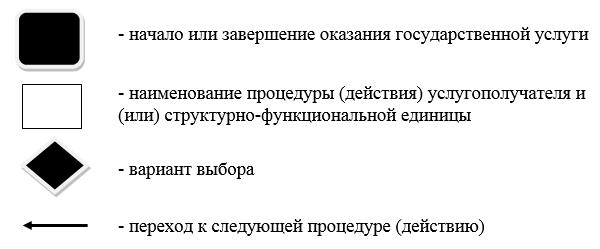 - начало или завершение оказания государственной услуги
- наименование процедуры (действия) услугополучателя и
(или) структурно-функциональной единицы
- вариант выбора
- переход к следующей процедуре (действию)